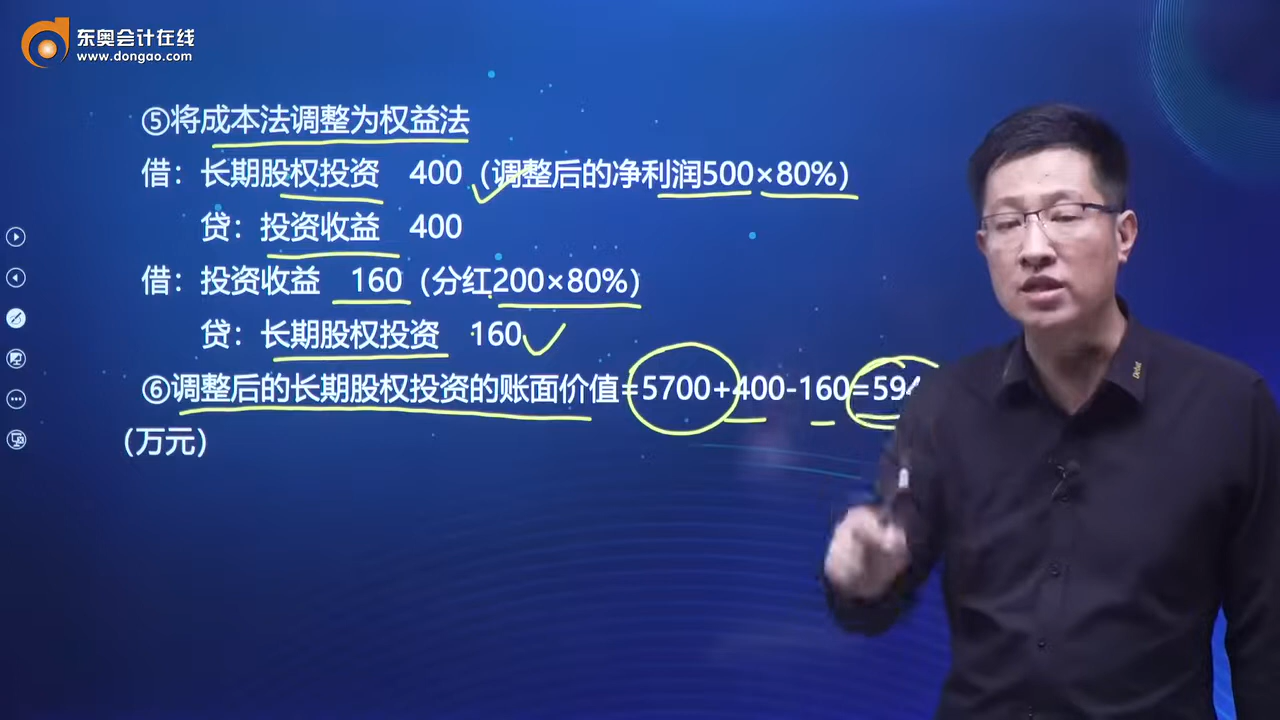 东奥会计在线
www.dongao.com
⑤将成本法调整为权益法
借：长期股权投资 400（调整后的净利润500×80%）
贷：投资收益 400
借：投资收益 160（分红200×80%）
贷：长期股权投资 160
⑥调整后的长期股权投资的账面价值=5700+400-160=594
（万元）